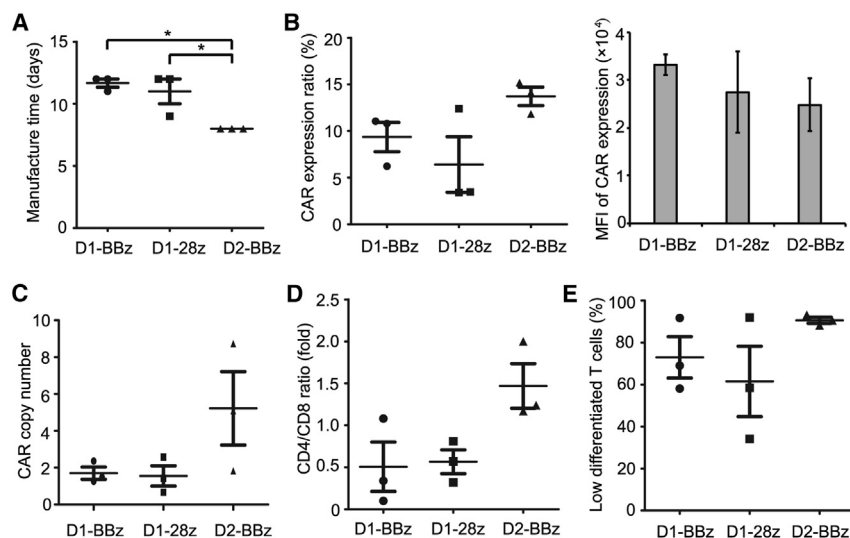 A
Manufacture time (days)
15
10
5
0
*
*
D1-BBz D1-28z D2-BBz
B
CAR expression ratio (%)
20
15
10
5
0
D1-BBz D1-28z D2-BBz
MFI of CAR expression (×10⁴)
4
3
2
1
0
D1-BBz D1-28z D2-BBz
C
CAR copy number
10
8
6
4
2
0
D1-BBz D1-28z D2-BBz
D
CD4/CD8 ratio (fold)
2.5
2.0
1.5
1.0
0.5
0.0
D1-BBz D1-28z D2-BBz
E
Low differentiated T cells (%)
100
80
60
40
20
0
D1-BBz D1-28z D2-BBz